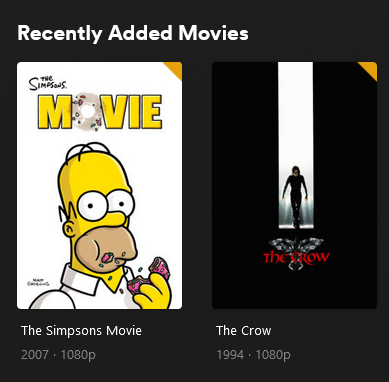 Recently Added Movies
THE
SIMPSONS
MOVIE
MATT
GROENING
THE CROW
The Simpsons Movie
2007 · 1080p
The Crow
1994 · 1080p